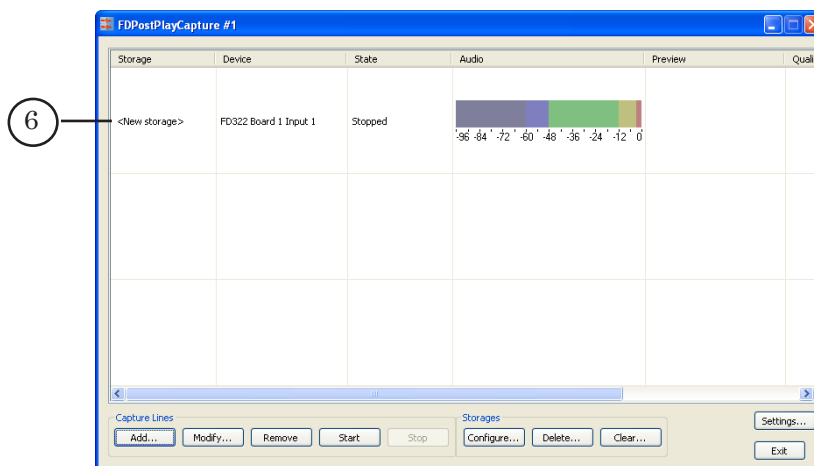 FDPostPlayCapture #1
Storage Device State Audio Preview Quali
6
<New storage> FD322 Board 1 Input 1 Stopped
-96 -84 -72 -60 -48 -36 -24 -12 0
Capture Lines Storages
Settings...
Add... Modify... Remove Start Stop Configure... Delete... Clear...
Exit